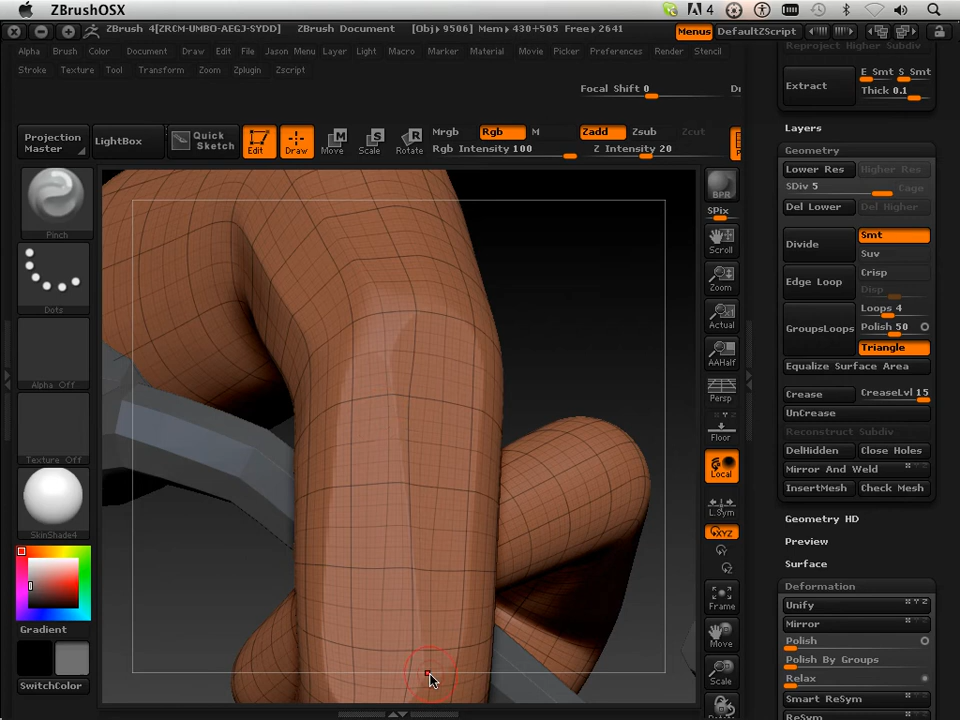 ZBrushOSX
4
ZBrush 4[ZRCM-UMBO-AEGJ-SYDD] ZBrush Document [Obj]9506] Mem]430+505 Free]2641 Menus DefaultZScript
Alpha Brush Color Document Draw Edit File Jason Menu Layer Light Macro Marker Material Movie Picker Preferences Render Stencil
Stroke Texture Tool Transform Zoom Zplugin Zscript
Focal Shift 0
Projection Master
LightBox
Quick Sketch
Edit Draw Move Scale Rotate
Mrgb Rgb M
Rgb Intensity 100
Zadd Zsub Zcut
Z Intensity 20
Pinch
Dots
Alpha Off
Texture Off
SkinShade4
Gradient
SwitchColor
BPR
SPix
Scroll
Zoom
Actual
AAHalf
Persp
Floor
Local
L.Sym
XYZ
Y
Z
Frame
Move
Scale
Reproject Higher Subdiv
Extract
E Smt S Smt
Thick 0.1
Layers
Geometry
Lower Res Higher Res
SDiv 5 Cage
Del Lower Del Higher
Divide
Smt
Suv
Edge Loop
Crisp
Disp
GroupsLoops
Loops 4
Polish 50
Triangle
Equalize Surface Area
Crease CreaseLvl 15
UnCrease
Reconstruct Subdiv
DelHidden Close Holes
Mirror And Weld
InsertMesh Check Mesh
Geometry HD
Preview
Surface
Deformation
Unify
Mirror
Polish
Polish By Groups
Relax
Smart ReSym
ReSym